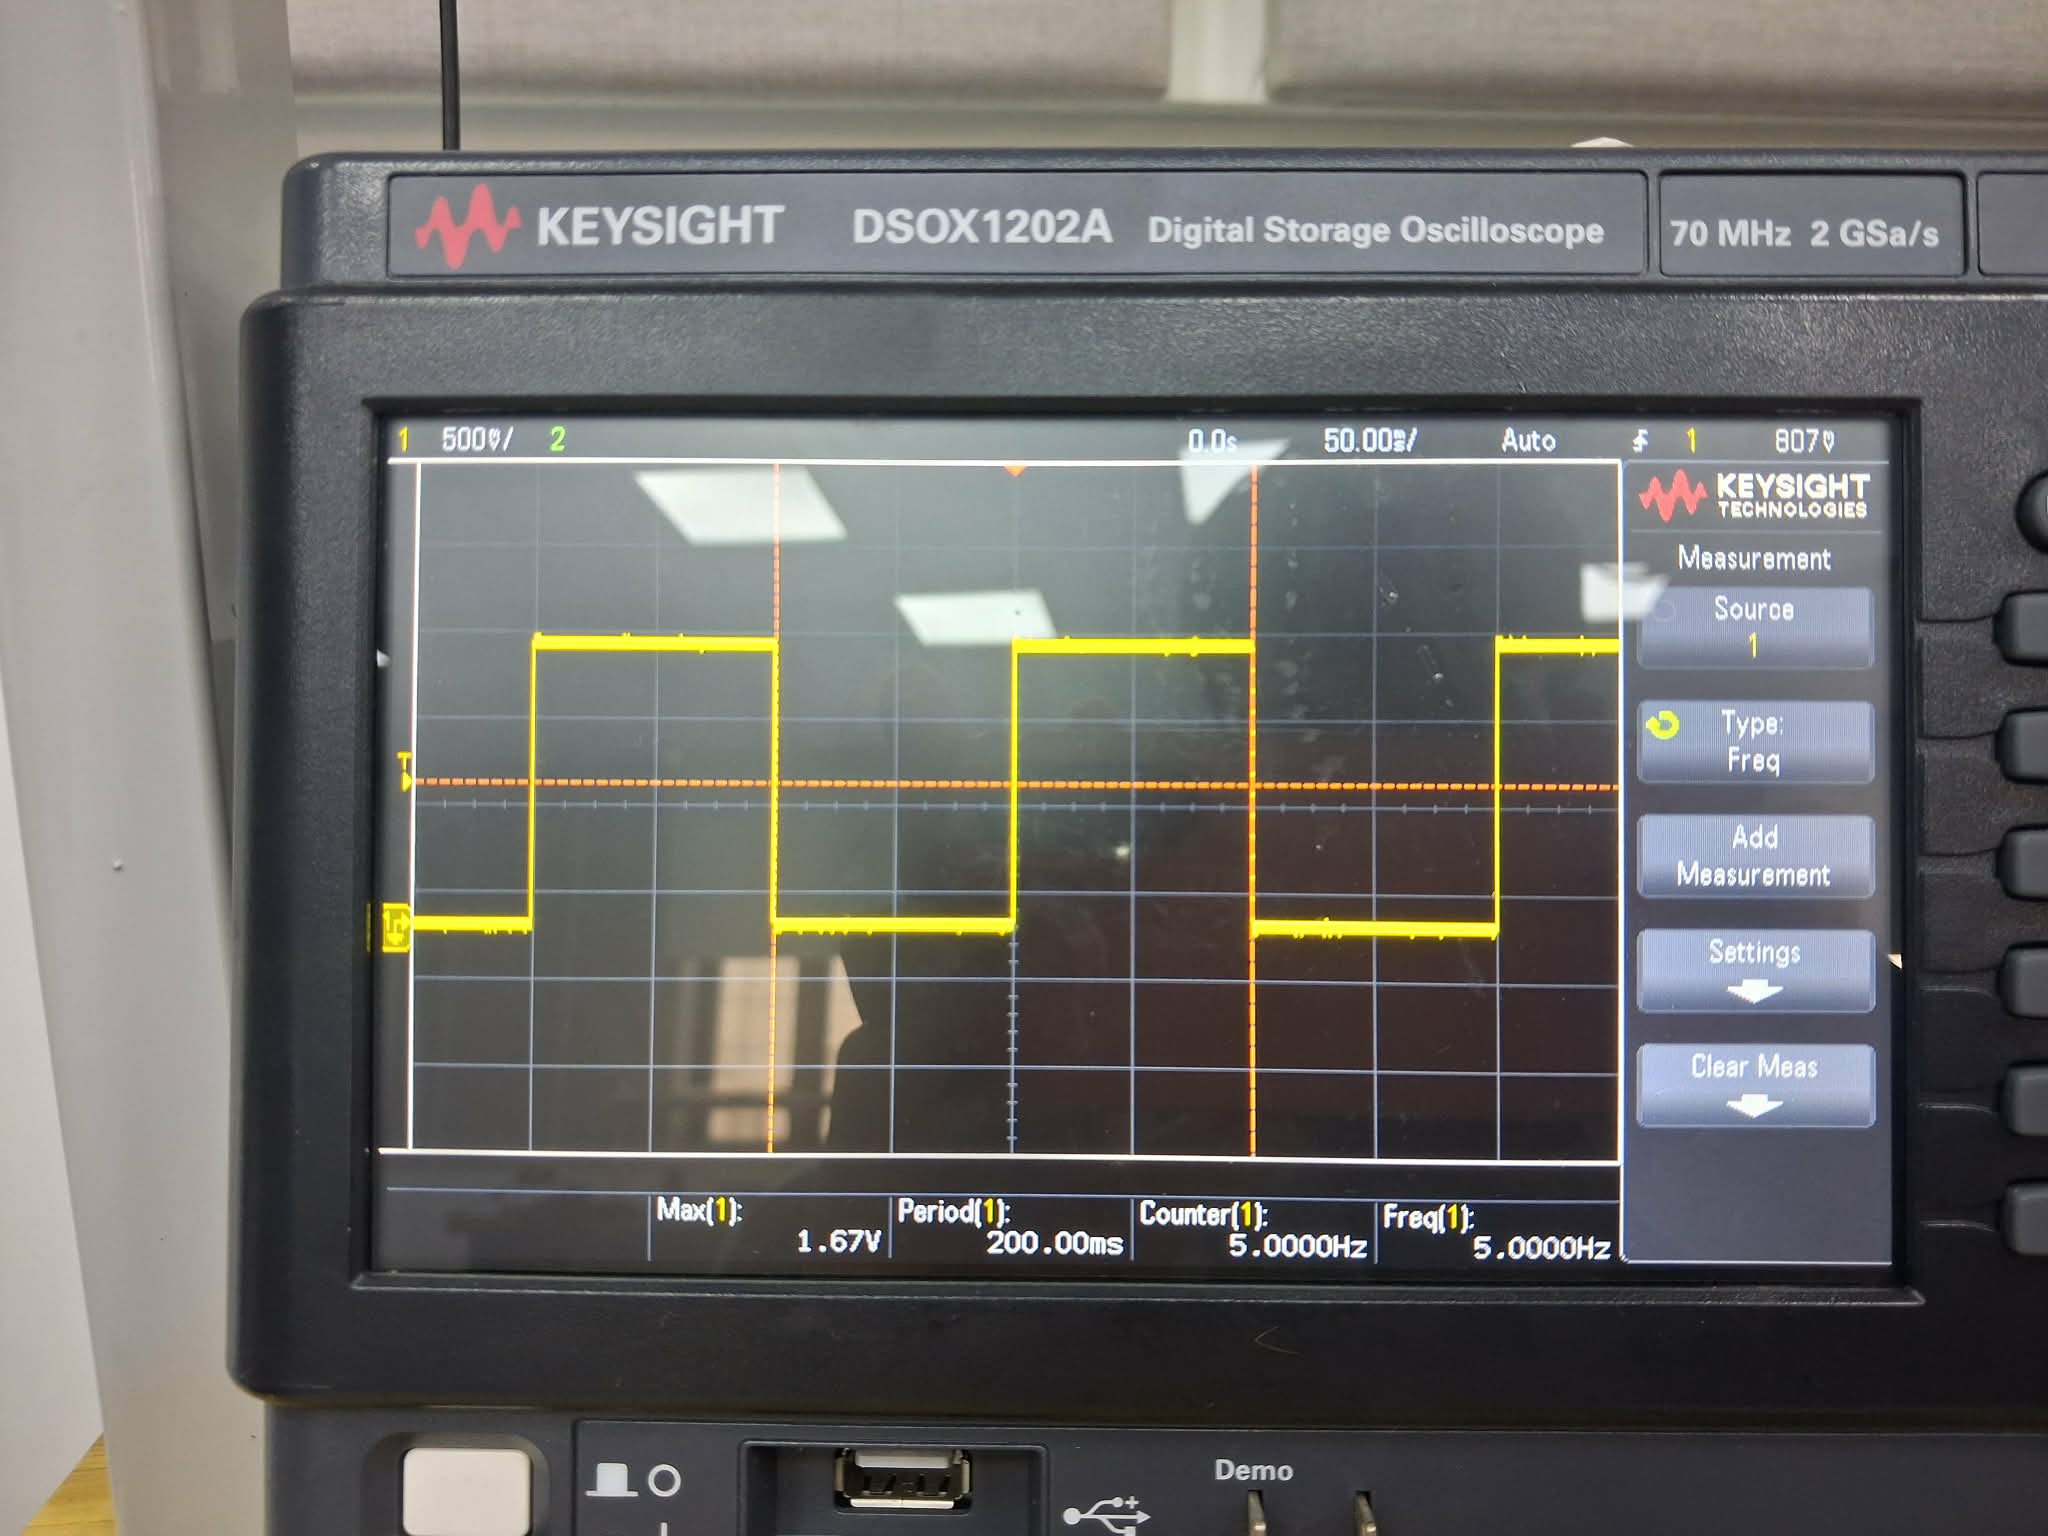 KEYSIGHT DSOX1202A Digital Storage Oscilloscope 70 MHz 2 GSa/s
1 500mV/ 2 0.0s 50.00ms/ Auto 1 807mV
KEYSIGHT
TECHNOLOGIES
Measurement
Source
1
Type:
Freq
Add
Measurement
Settings
Clear Meas
T
Max(1):
1.67V
Period(1):
200.00ms
Counter(1):
5.0000Hz
Freq(1):
5.0000Hz
Demo